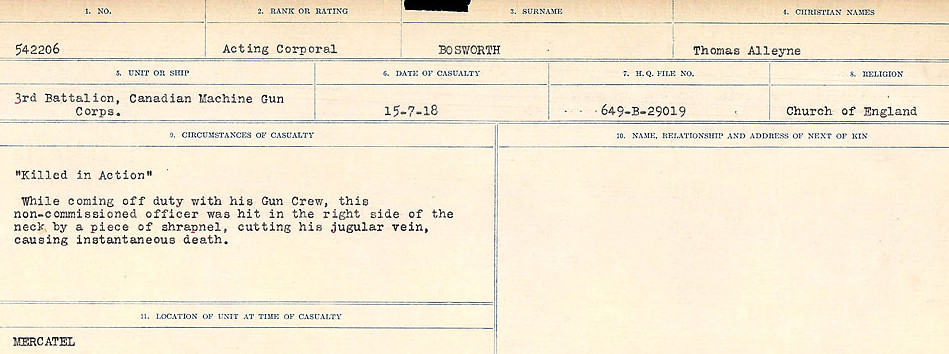 1. NO. 2. RANK OR RATING 3. SURNAME 4. CHRISTIAN NAMES
542206 Acting Corporal BOSWORTH Thomas Alleyne
5. UNIT OR SHIP 6. DATE OF CASUALTY 7. H. Q. FILE NO. 8. RELIGION
3rd Battalion, Canadian Machine Gun
Corps. 15-7-18 649-B-29019 Church of England
9. CIRCUMSTANCES OF CASUALTY 10. NAME, RELATIONSHIP AND ADDRESS OF NEXT OF KIN
"Killed in Action"
While coming off duty with his Gun Crew, this
non-commissioned officer was hit in the right side of the
neck by a piece of shrapnel, cutting his jugular vein,
causing instantaneous death.
11. LOCATION OF UNIT AT TIME OF CASUALTY
MERCATEL